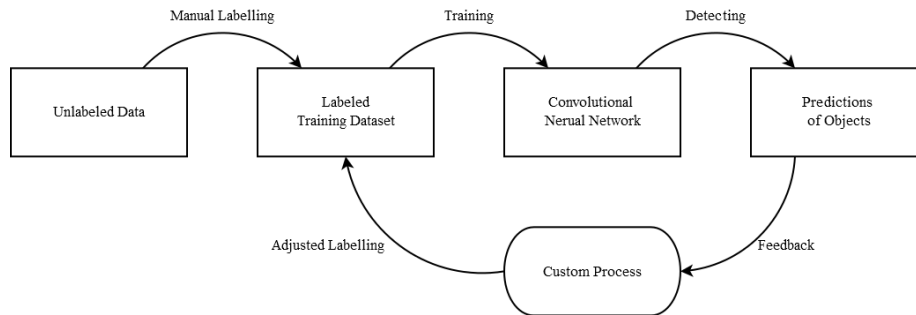 Manual Labelling
Training
Detecting
Unlabeled Data
Labeled
Training Dataset
Convolutional
Nerual Network
Predictions
of Objects
Adjusted Labelling
Custom Process
Feedback